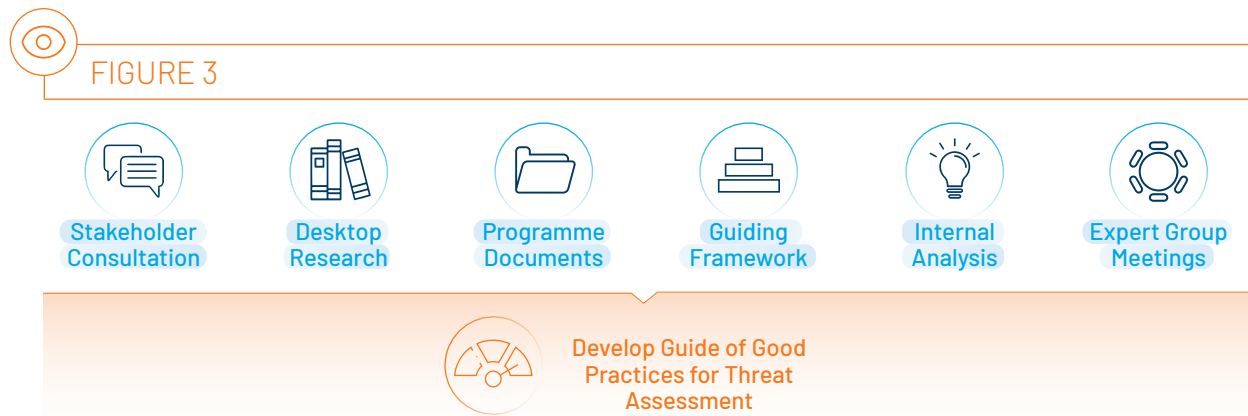 FIGURE 3
Stakeholder
Consultation
Desktop
Research
Programme
Documents
Guiding
Framework
Internal
Analysis
Expert Group
Meetings
Develop Guide of Good
Practices for Threat
Assessment